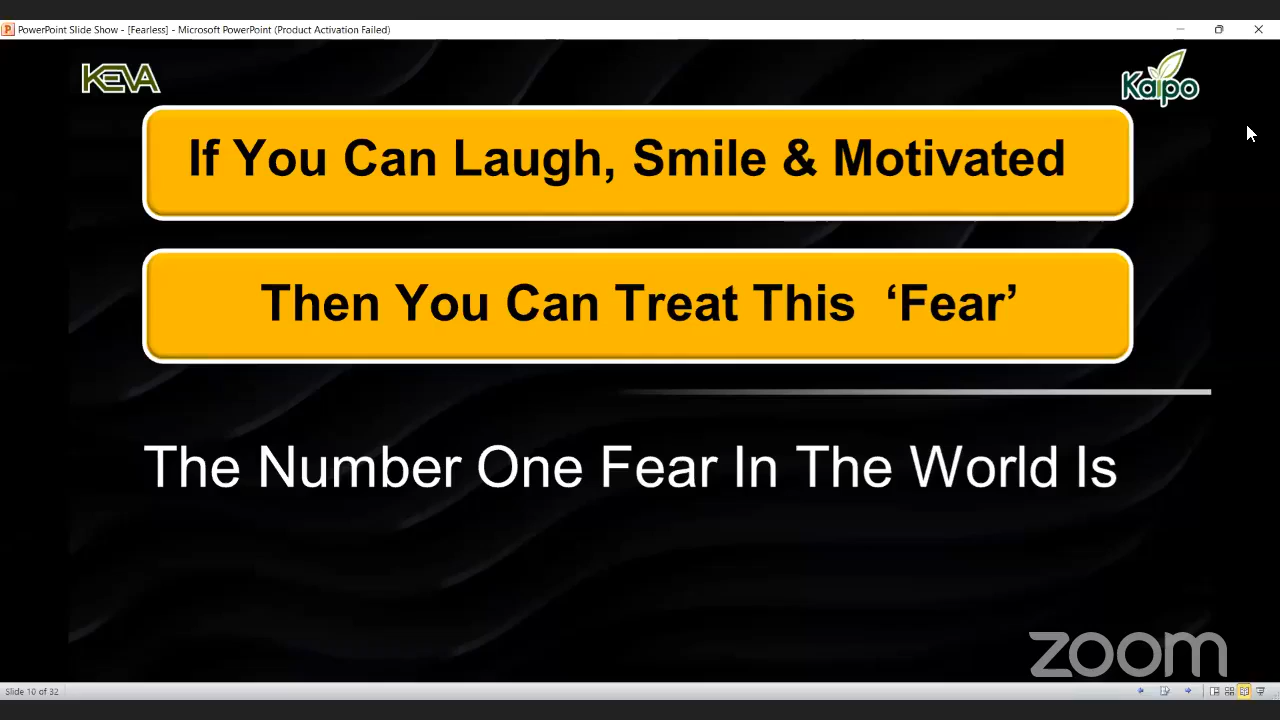 PowerPoint Slide Show - [Fearless] - Microsoft PowerPoint (Product Activation Failed)
KEVA
Kaipo
If You Can Laugh, Smile & Motivated
Then You Can Treat This ‘Fear’
The Number One Fear In The World Is
zoom
Slide 10 of 32